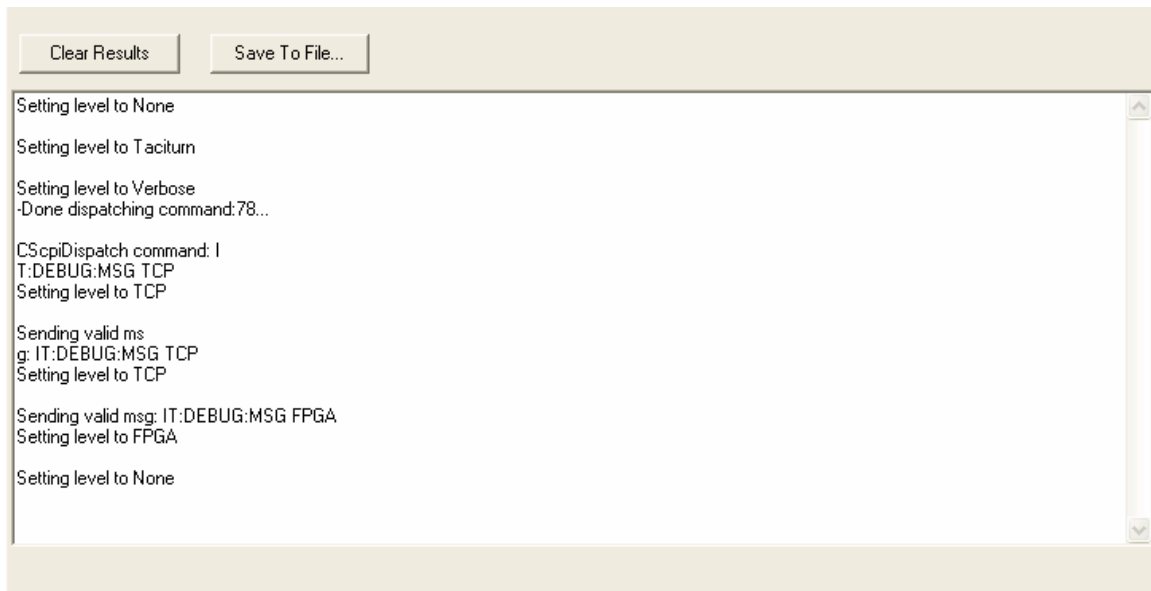 Clear Results
Save To File...
Setting level to None
Setting level to Taciturn
Setting level to Verbose
-Done dispatching command:78...
CScpiDispatch command: I
T:DEBUG:MSG TCP
Setting level to TCP
Sending valid ms
g: IT:DEBUG:MSG TCP
Setting level to TCP
Sending valid msg: IT:DEBUG:MSG FPGA
Setting level to FPGA
Setting level to None